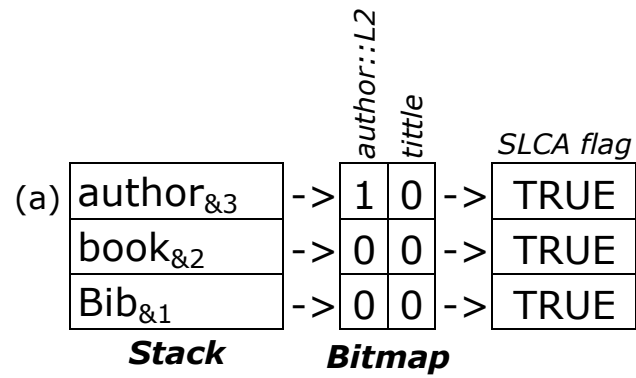 author::L2
tittle
SLCA flag
(a) author&3 -> 1 0 -> TRUE
book&2 -> 0 0 -> TRUE
Bib&1 -> 0 0 -> TRUE
Stack Bitmap